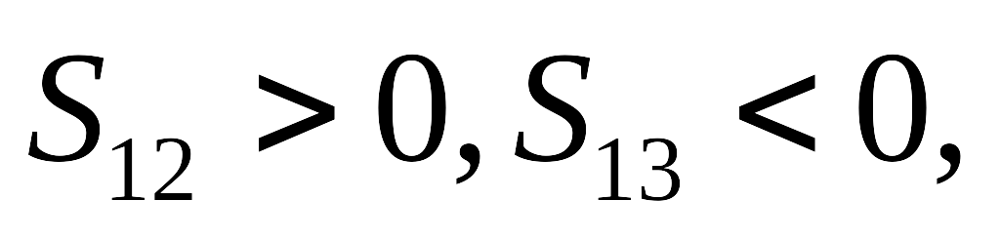 S₁₂ > 0, S₁₃ < 0,